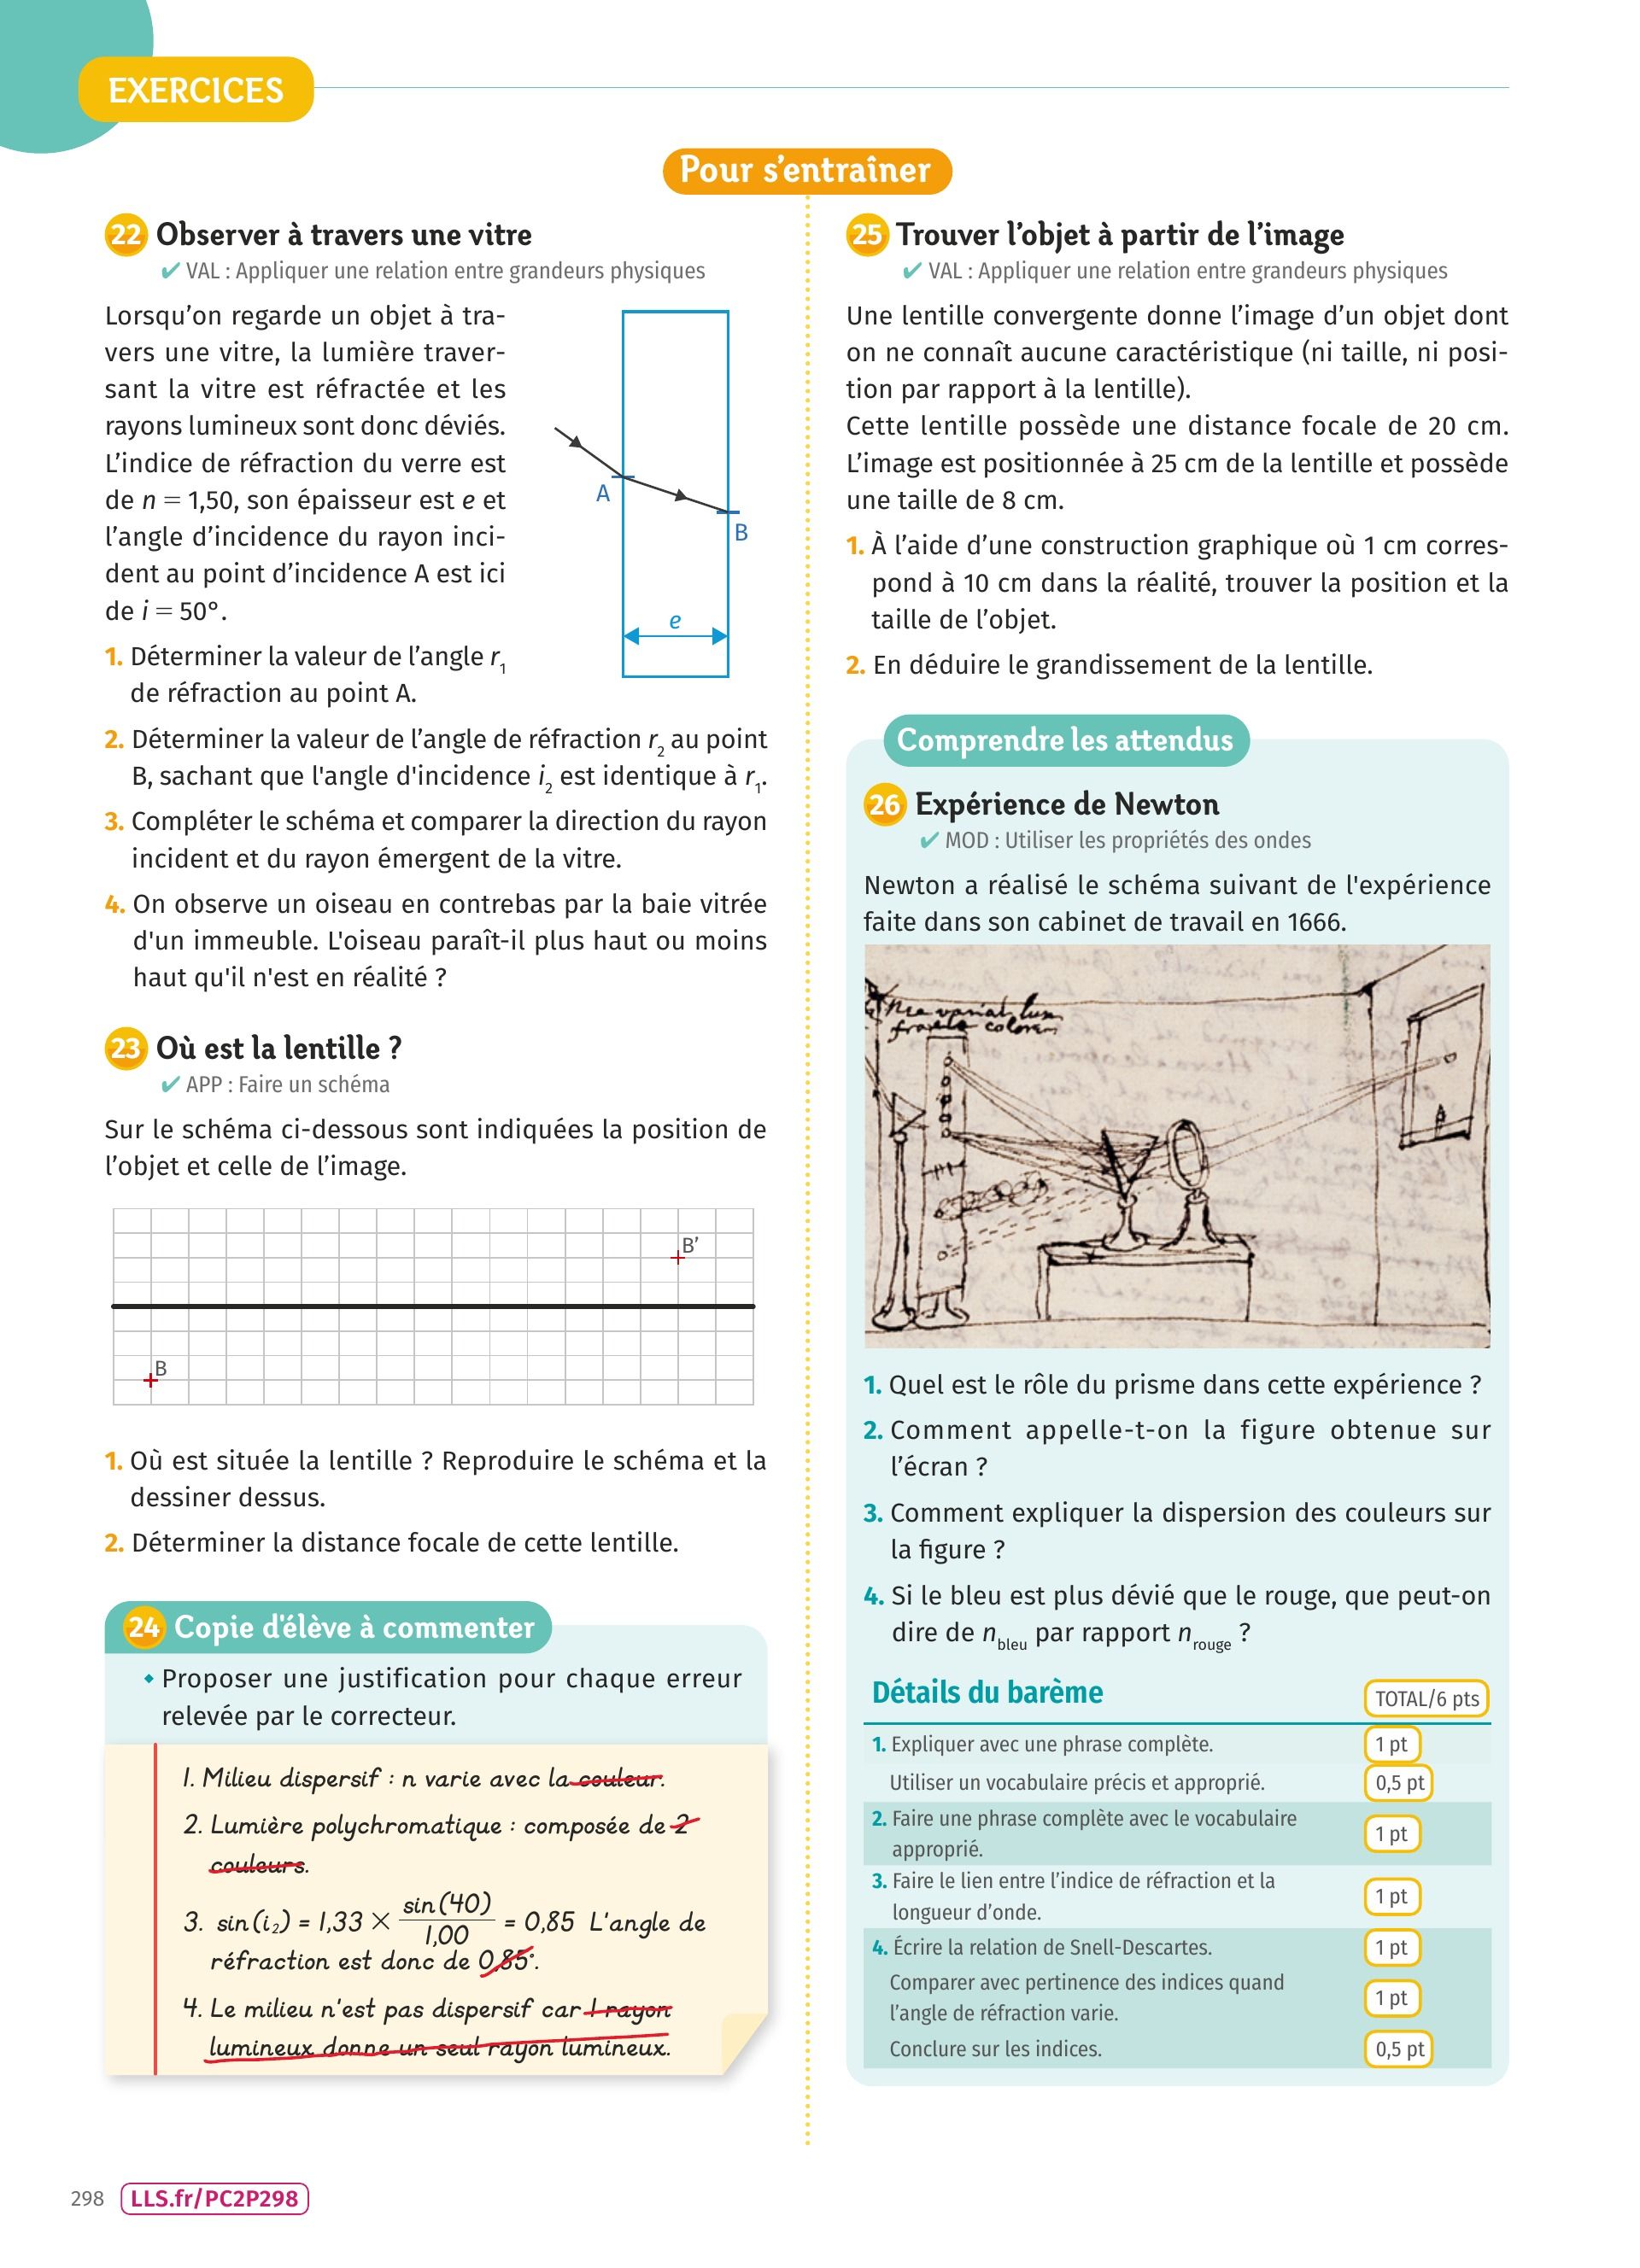 EXERCICES
Pour s’entraîner
22 Observer à travers une vitre
✔ VAL : Appliquer une relation entre grandeurs physiques
Lorsqu’on regarde un objet à tra-
vers une vitre, la lumière traver-
sant la vitre est réfractée et les
rayons lumineux sont donc déviés.
L’indice de réfraction du verre est
de n = 1,50, son épaisseur est e et
l’angle d’incidence du rayon inci-
dent au point d’incidence A est ici
de i = 50°.
A
B
e
1. Déterminer la valeur de l’angle r1
de réfraction au point A.
2. Déterminer la valeur de l’angle de réfraction r2 au point
B, sachant que l'angle d'incidence i2 est identique à r1.
3. Compléter le schéma et comparer la direction du rayon
incident et du rayon émergent de la vitre.
4. On observe un oiseau en contrebas par la baie vitrée
d'un immeuble. L'oiseau paraît-il plus haut ou moins
haut qu'il n'est en réalité ?
23 Où est la lentille ?
✔ APP : Faire un schéma
Sur le schéma ci-dessous sont indiquées la position de
l’objet et celle de l’image.
B’
B
1. Où est située la lentille ? Reproduire le schéma et la
dessiner dessus.
2. Déterminer la distance focale de cette lentille.
24 Copie d'élève à commenter
• Proposer une justification pour chaque erreur
relevée par le correcteur.
1. Milieu dispersif : n varie avec la couleur.
2. Lumière polychromatique : composée de 2
couleurs.
3. sin(i2) = 1,33 × sin(40)/1,00 = 0,85 L'angle de
réfraction est donc de 0,85°.
4. Le milieu n'est pas dispersif car 1 rayon
lumineux donne un seul rayon lumineux.
25 Trouver l’objet à partir de l’image
✔ VAL : Appliquer une relation entre grandeurs physiques
Une lentille convergente donne l’image d’un objet dont
on ne connaît aucune caractéristique (ni taille, ni posi-
tion par rapport à la lentille).
Cette lentille possède une distance focale de 20 cm.
L’image est positionnée à 25 cm de la lentille et possède
une taille de 8 cm.
1. À l’aide d’une construction graphique où 1 cm corres-
pond à 10 cm dans la réalité, trouver la position et la
taille de l’objet.
2. En déduire le grandissement de la lentille.
Comprendre les attendus
26 Expérience de Newton
✔ MOD : Utiliser les propriétés des ondes
Newton a réalisé le schéma suivant de l'expérience
faite dans son cabinet de travail en 1666.
1. Quel est le rôle du prisme dans cette expérience ?
2. Comment appelle-t-on la figure obtenue sur
l’écran ?
3. Comment expliquer la dispersion des couleurs sur
la figure ?
4. Si le bleu est plus dévié que le rouge, que peut-on
dire de nbleu par rapport nrouge ?
Détails du barème TOTAL/6 pts
1. Expliquer avec une phrase complète. 1 pt
Utiliser un vocabulaire précis et approprié. 0,5 pt
2. Faire une phrase complète avec le vocabulaire
approprié. 1 pt
3. Faire le lien entre l’indice de réfraction et la
longueur d’onde. 1 pt
4. Écrire la relation de Snell-Descartes. 1 pt
Comparer avec pertinence des indices quand
l’angle de réfraction varie. 1 pt
Conclure sur les indices. 0,5 pt
298 LLS.fr/PC2P298